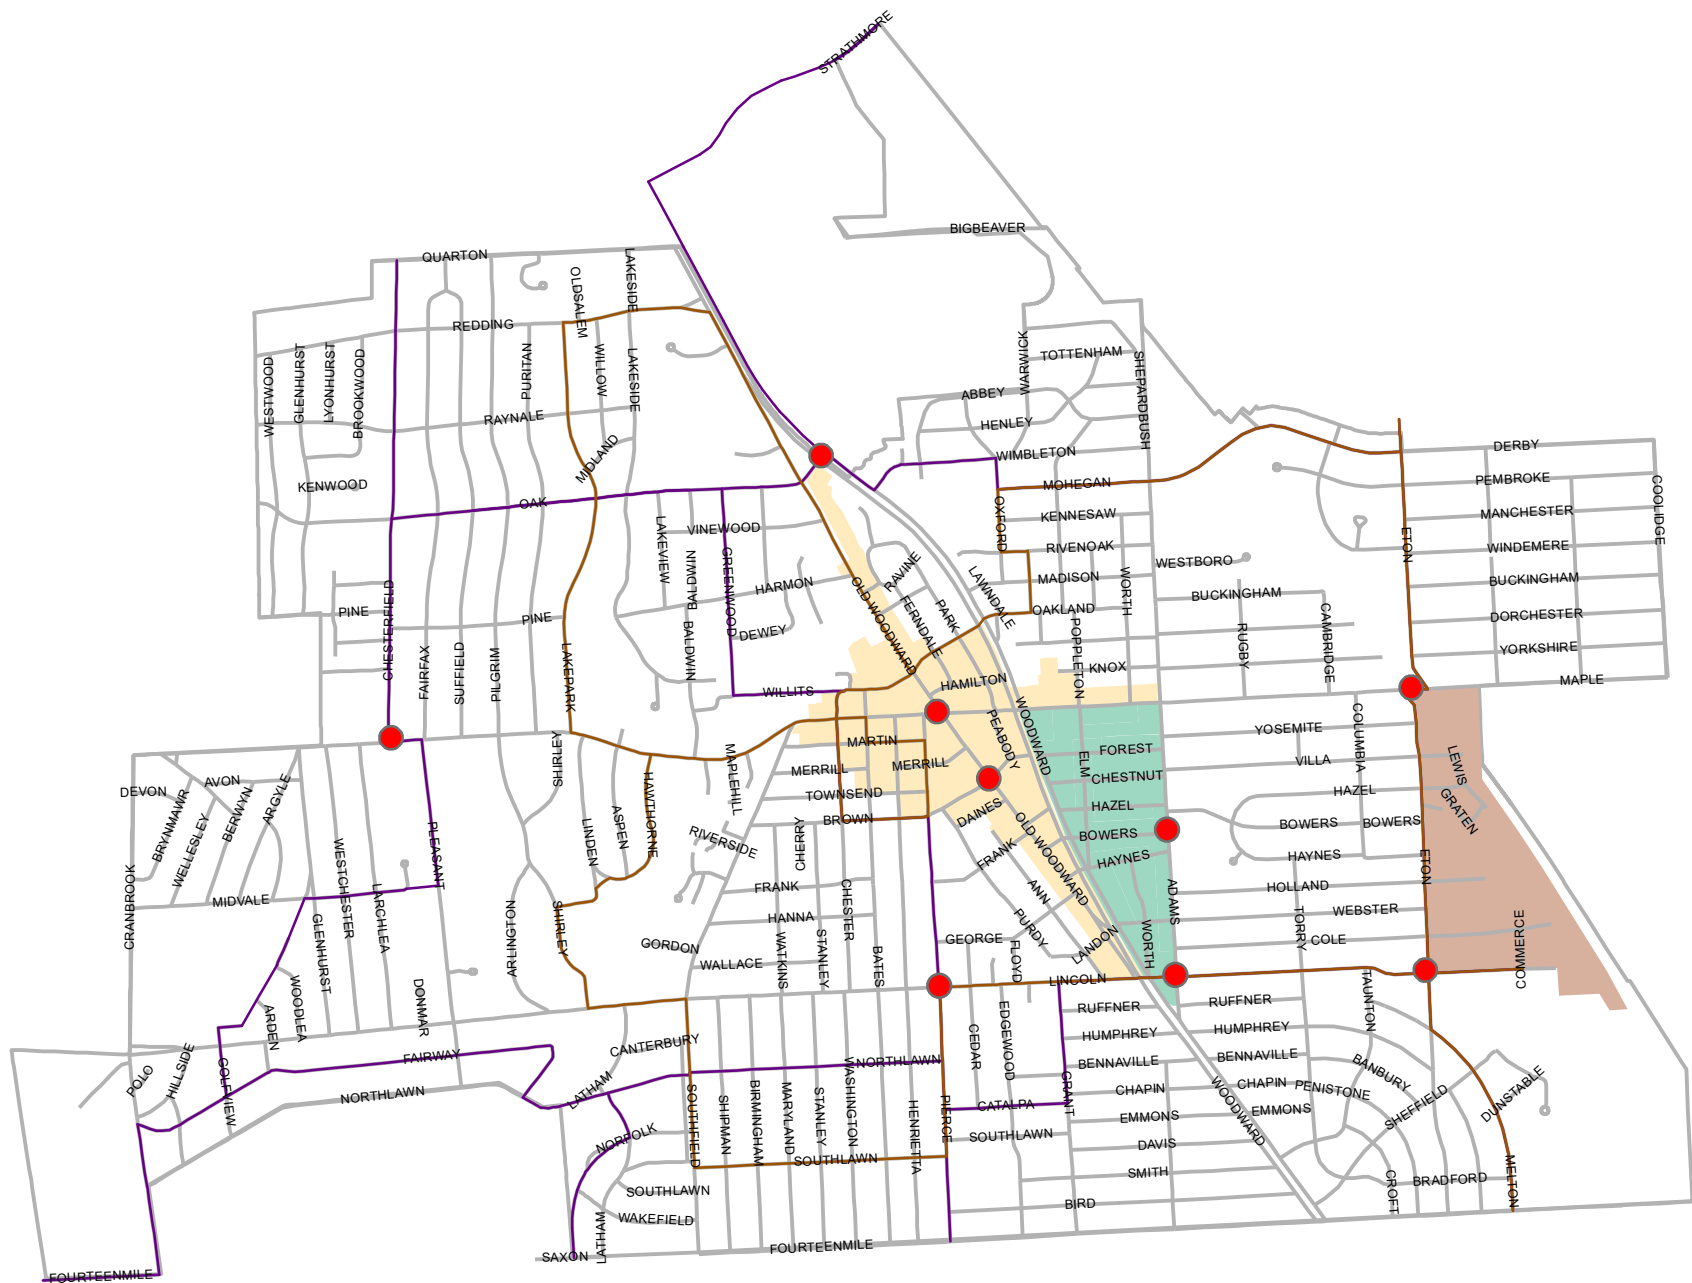 STRATHMORE
BIGBEAVER
QUARTON
LAKESIDE
OLDSALEM
REDDING
WESTWOOD
GLENHURST
LYONHURST
BROOKWOOD
PURITAN
WILLOW
LAKESIDE
WARWICK
TOTTENHAM
SHEPARDBUSH
ABBEY
HENLEY
RAYNALE
MIDLAND
WIMBLETON
DERBY
KENWOOD
MOHEGAN
PEMBROKE
COOLIDGE
OAK
OXFORD
KENNESAW
MANCHESTER
VINEWOOD
LAKEVIEW
BALDWIN
GREENWOOD
RIVENOAK
ETON
WINDEMERE
WESTBORO
RAVINE
LAWNDALE
MADISON
WORTH
BUCKINGHAM
BUCKINGHAM
HARMON
OLD WOODWARD
FERNDALE
PARK
OAKLAND
PINE
CHESTERFIELD
PINE
DEWEY
BALDWIN
POPPLETON
RUGBY
CAMBRIDGE
DORCHESTER
YORKSHIRE
FAIRFAX
SUFFIELD
PILGRIM
LAKEPARK
KNOX
MAPLE
WILLITS
HAMILTON
WOODWARD
PEABODY
COLUMBIA
YOSEMITE
MARTIN
FOREST
ELM
VILLA
LEWIS
SHIRLEY
MAPLEHILL
MERRILL
MERRILL
CHESTNUT
DEVON
AVON
ARGYLE
HAWTHORNE
TOWNSEND
HAZEL
HAZEL
GRATEN
BRYNMAWR
WELLESLEY
BERWYN
PLEASANT
LINDEN
ASPEN
RIVERSIDE
BROWN
CHERRY
DAINES
OLD WOODWARD
BOWERS
BOWERS
BOWERS
FRANK
HAYNES
HAYNES
ETON
WESTCHESTER
LARCHLEA
FRANK
CHESTER
ANN
ADAMS
HOLLAND
CRANBROOK
MIDVALE
GLENHURST
ARLINGTON
SHIRLEY
HANNA
PURDY
TORRY
WEBSTER
COMMERCE
GORDON
WATKINS
STANLEY
BATES
GEORGE
FLOYD
LANDON
WORTH
COLE
WALLACE
LINCOLN
WOODLEA
ARDEN
DONMAR
RUFFNER
RUFFNER
TAUNTON
CANTERBURY
CEDAR
EDGEWOOD
HUMPHREY
HUMPHREY
FAIRWAY
GOLFVIEW
HILLSIDE
POLO
NORTHLAWN
NORTHLAWN
BENNAVILLE
BENNAVILLE
BANBURY
LATHAM
GRANT
CHAPIN
CHAPIN
PENISTONE
SOUTHFIELD
SHIPMAN
BIRMINGHAM
MARYLAND
STANLEY
WASHINGTON
HENRIETTA
PIERCE
CATALPA
EMMONS
EMMONS
WOODWARD
SHEFFIELD
DUNSTABLE
NORFOLK
SOUTHLAWN
DAVIS
SOUTHLAWN
SMITH
SOUTHLAWN
CROFT
BRADFORD
MELTON
WAKEFIELD
BIRD
LATHAM
SAXON
FOURTEENMILE
FOURTEENMILE